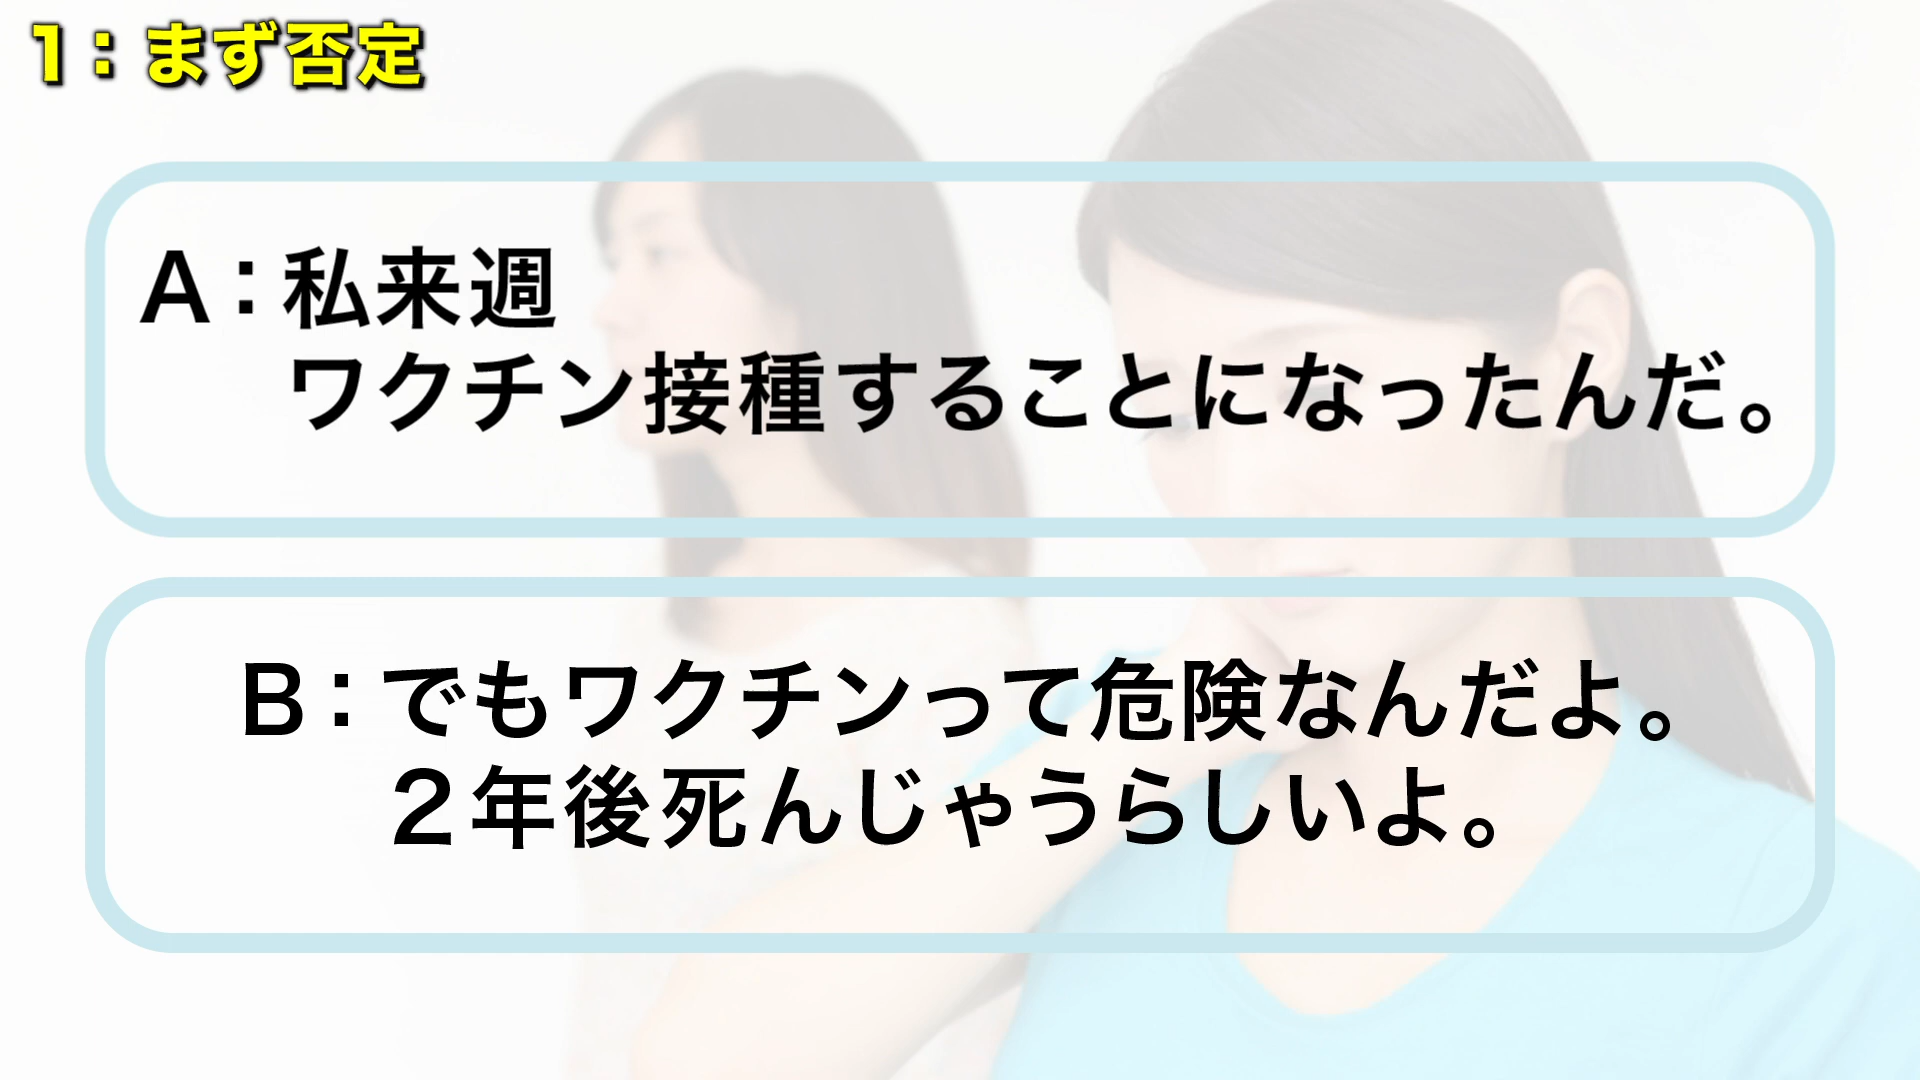 1：まず否定
A：私来週
ワクチン接種することになったんだ。
B：でもワクチンって危険なんだよ。
２年後死んじゃうらしいよ。